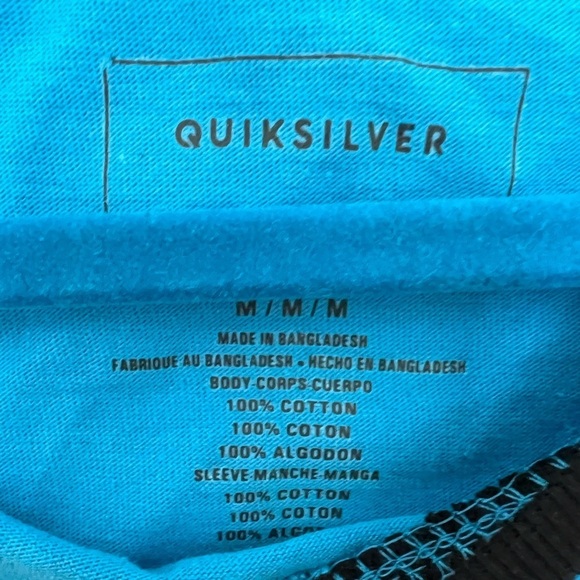 QUIKSILVER
M/M/M
MADE IN BANGLADESH
FABRIQUE AU BANGLADESH • HECHO EN BANGLADESH
BODY-CORPS-CUERPO
100% COTTON
100% COTON
100% ALGODON
SLEEVE-MANCHE-MANGA
100% COTTON
100% COTON
100%